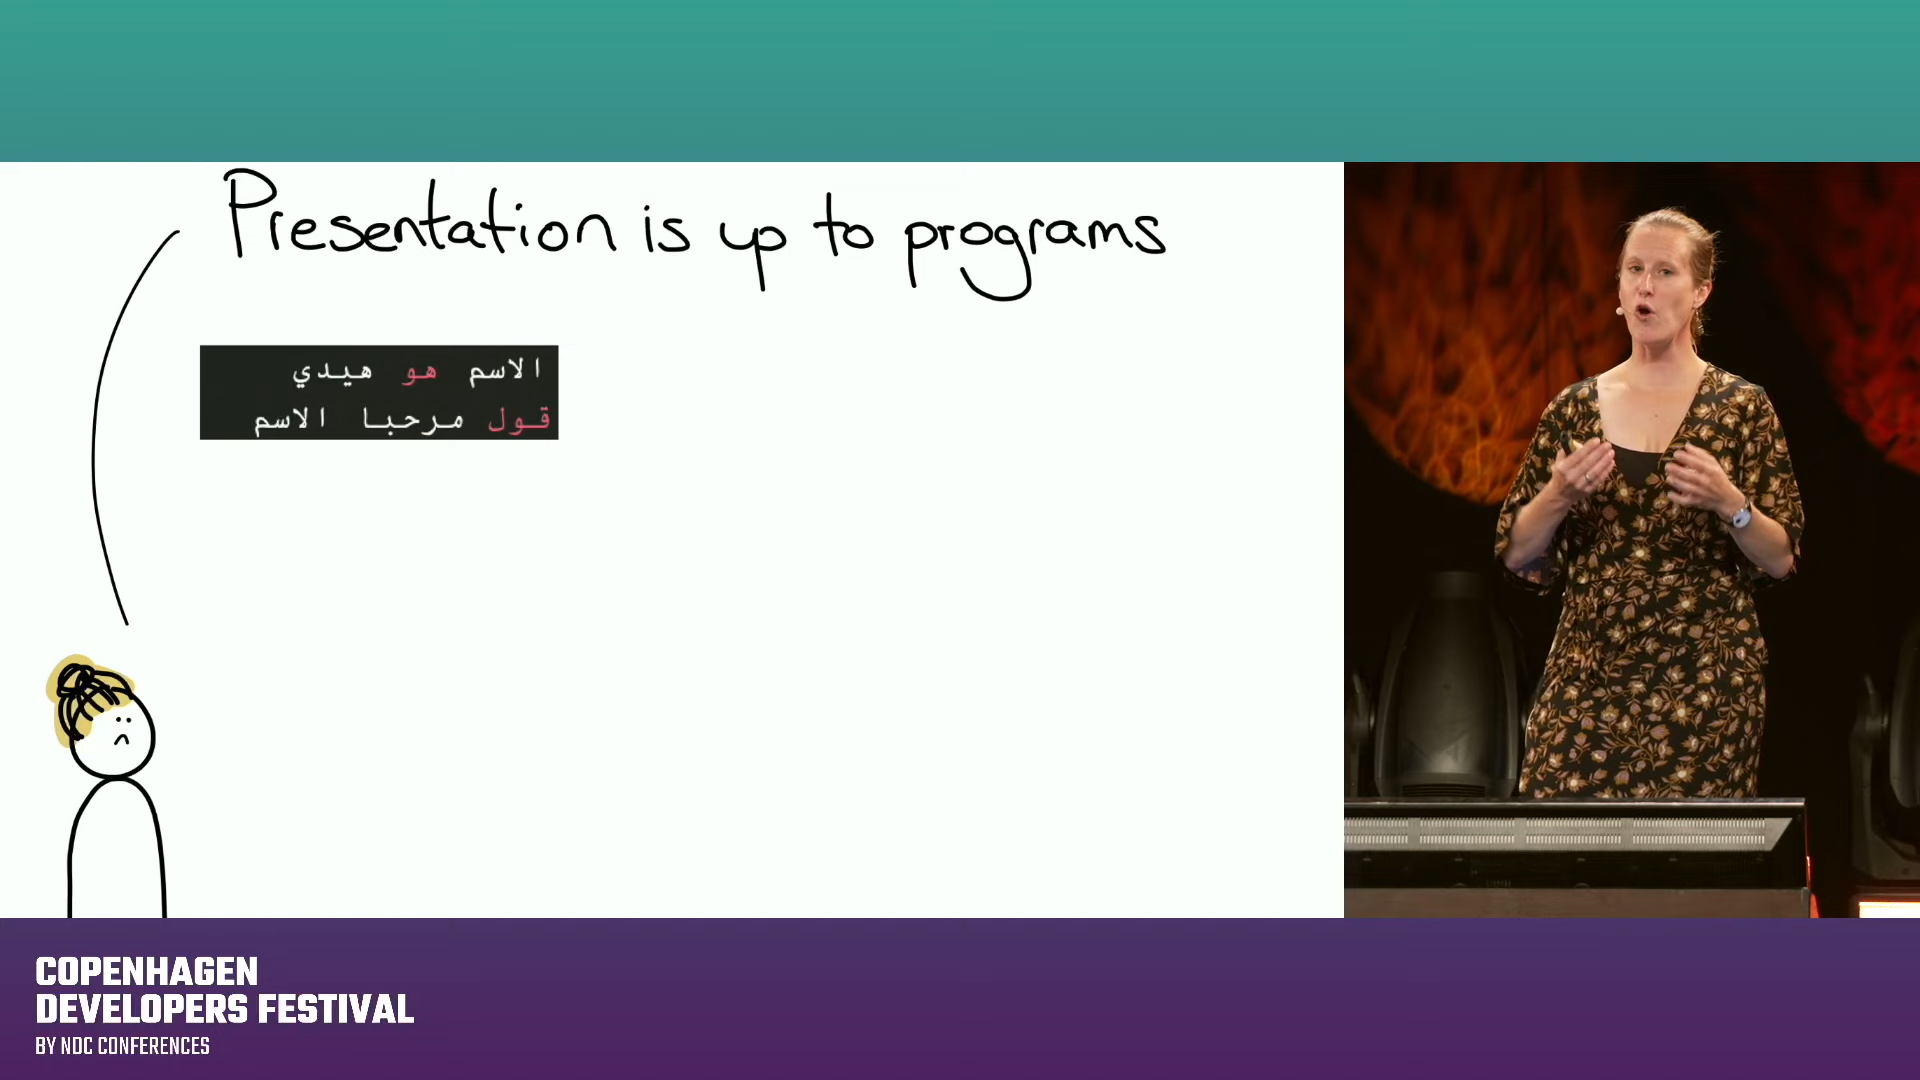 Presentation is up to programs
الاسم هو هيدي
قول مرحبا الاسم
COPENHAGEN
DEVELOPERS FESTIVAL
BY NDC CONFERENCES